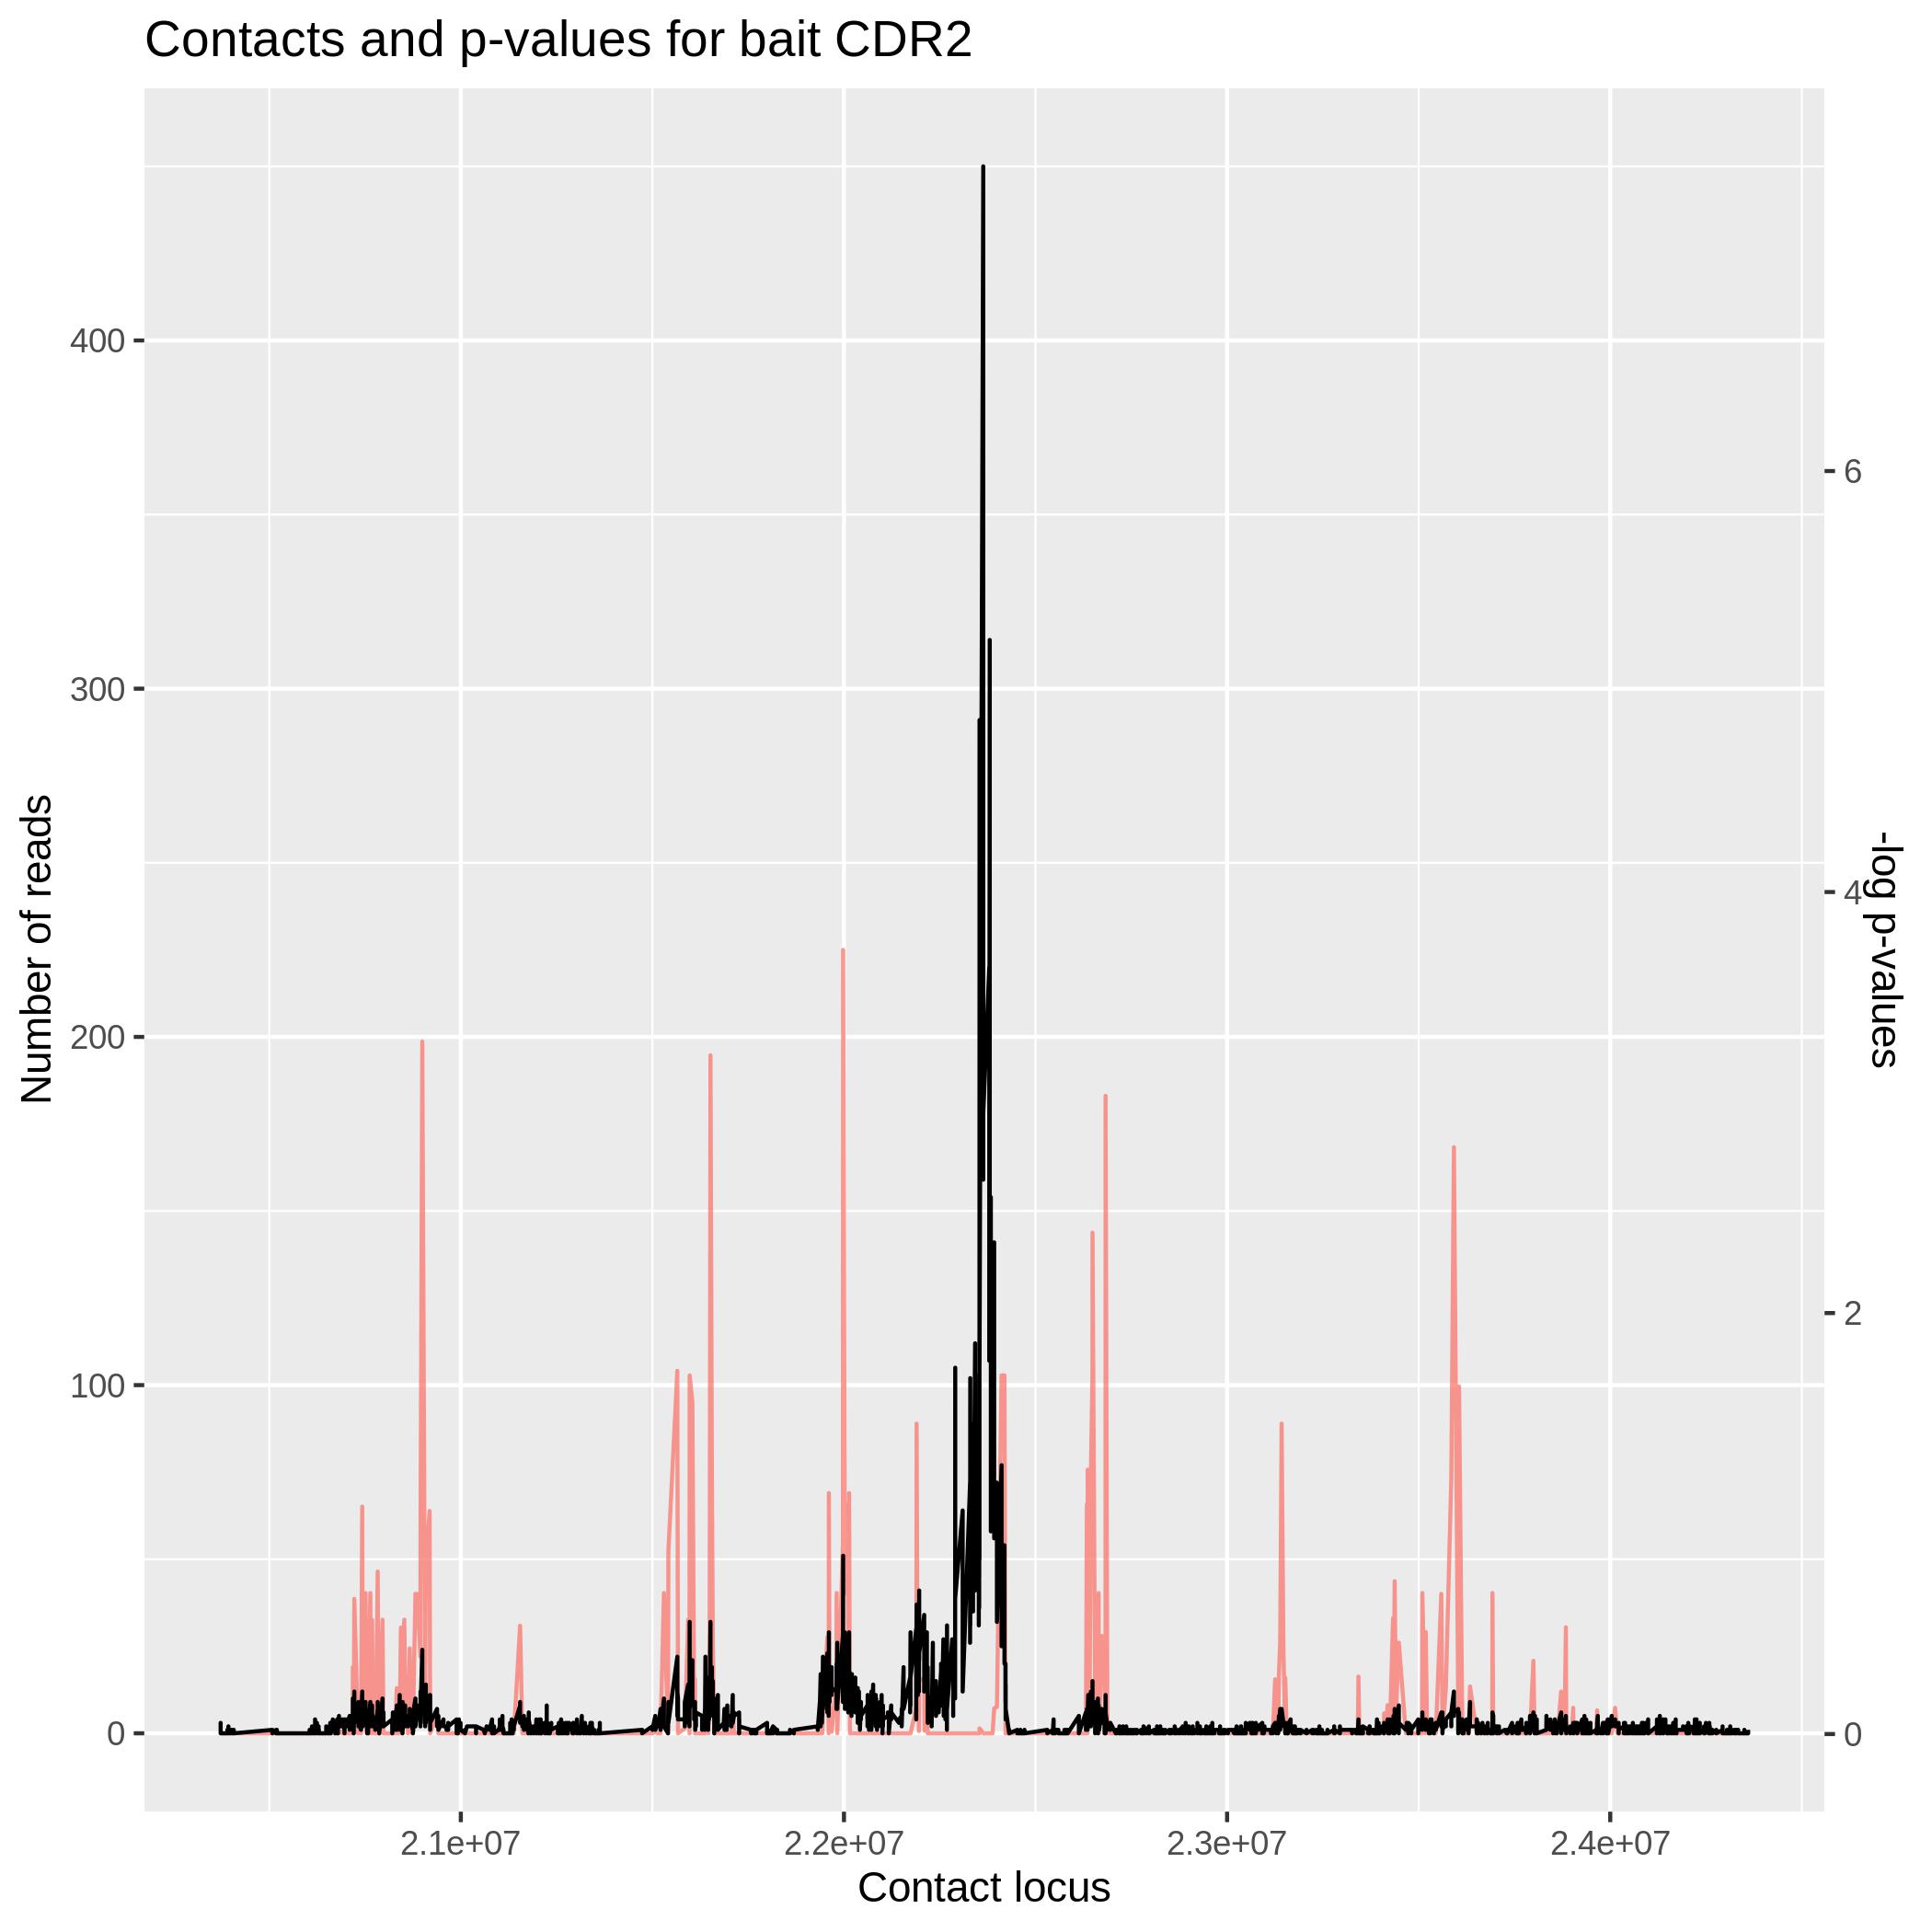 Contacts and p-values for bait CDR2
Number of reads
400
300
200
100
0
6
4
2
0
-log p-values
2.1e+07 2.2e+07 2.3e+07 2.4e+07
Contact locus